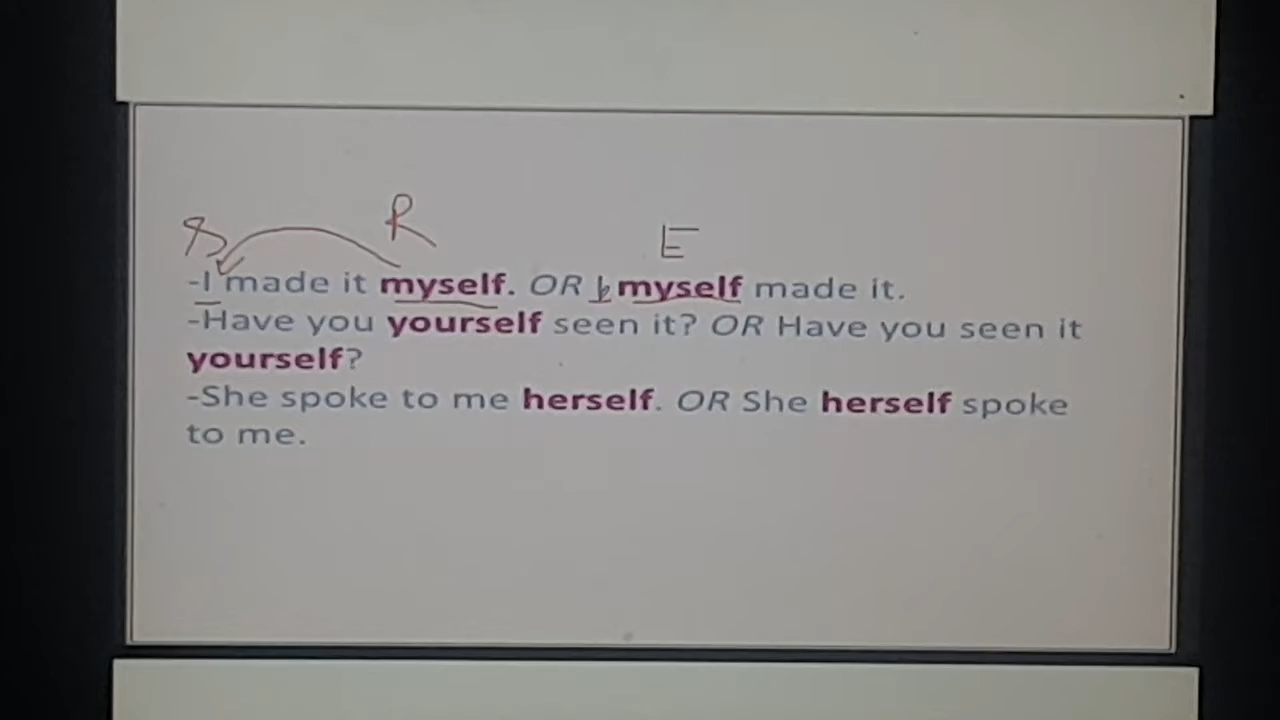 S R E
-I made it myself. OR I myself made it.
-Have you yourself seen it? OR Have you seen it
yourself?
-She spoke to me herself. OR She herself spoke
to me.